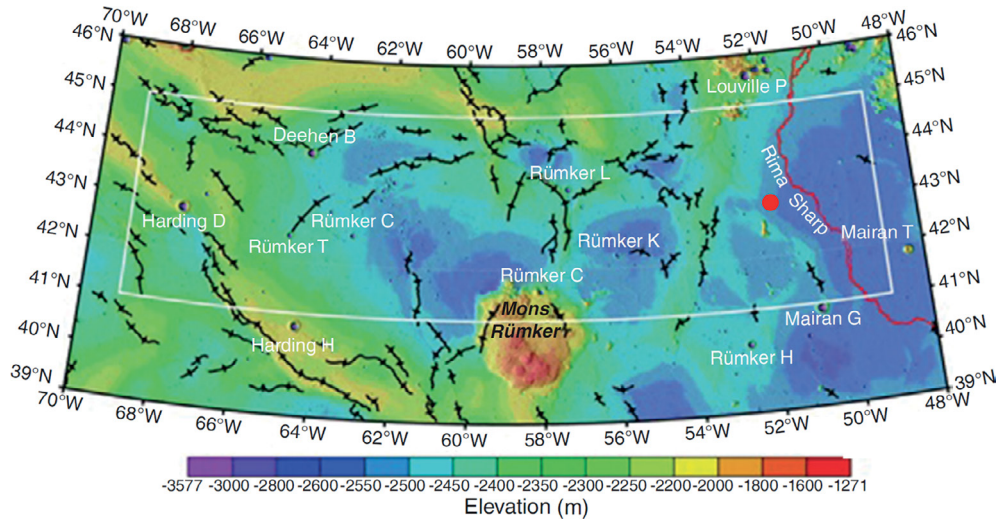 70°W 68°W 66°W 64°W 62°W 60°W 58°W 56°W 54°W 52°W 50°W 48°W
46°N 46°N
45°N 45°N
44°N 44°N
43°N 43°N
42°N 42°N
41°N 41°N
40°N 40°N
39°N 39°N
Louville P
Deehen B
Rümker L
Rima Sharp
Harding D
Rümker C
Rümker T
Rümker K
Mairan T
Rümker C
Mons
Rümker
Mairan G
Harding H
Rümker H
70°W 68°W 66°W 64°W 62°W 60°W 58°W 56°W 54°W 52°W 50°W 48°W
-3577 -3000 -2800 -2600 -2550 -2500 -2450 -2400 -2350 -2300 -2250 -2200 -2000 -1800 -1600 -1271
Elevation (m)